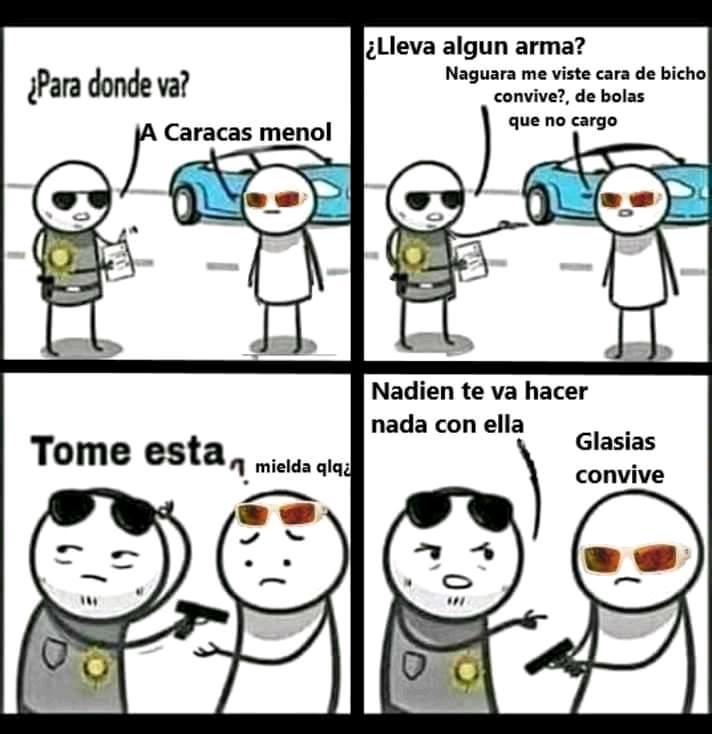 ¿Para donde va?
A Caracas menol
¿Lleva algun arma?
Naguara me viste cara de bicho
convive?, de bolas
que no cargo
Tome esta,
mielda qlq¿
Nadien te va hacer
nada con ella
Glasias
convive